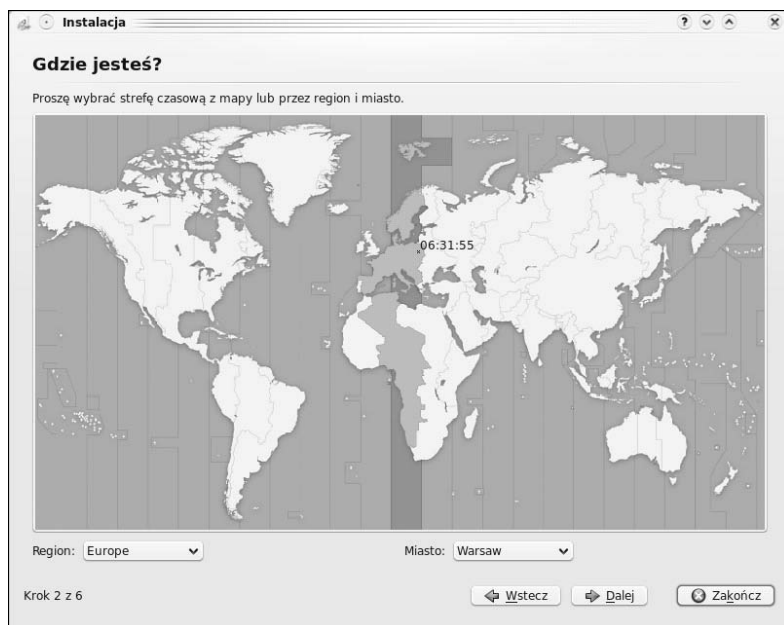 Instalacja
Gdzie jesteś?
Proszę wybrać strefę czasową z mapy lub przez region i miasto.
06:31:55
Region: Europe Miasto: Warsaw
Krok 2 z 6 Wstecz Dalej Zakończ